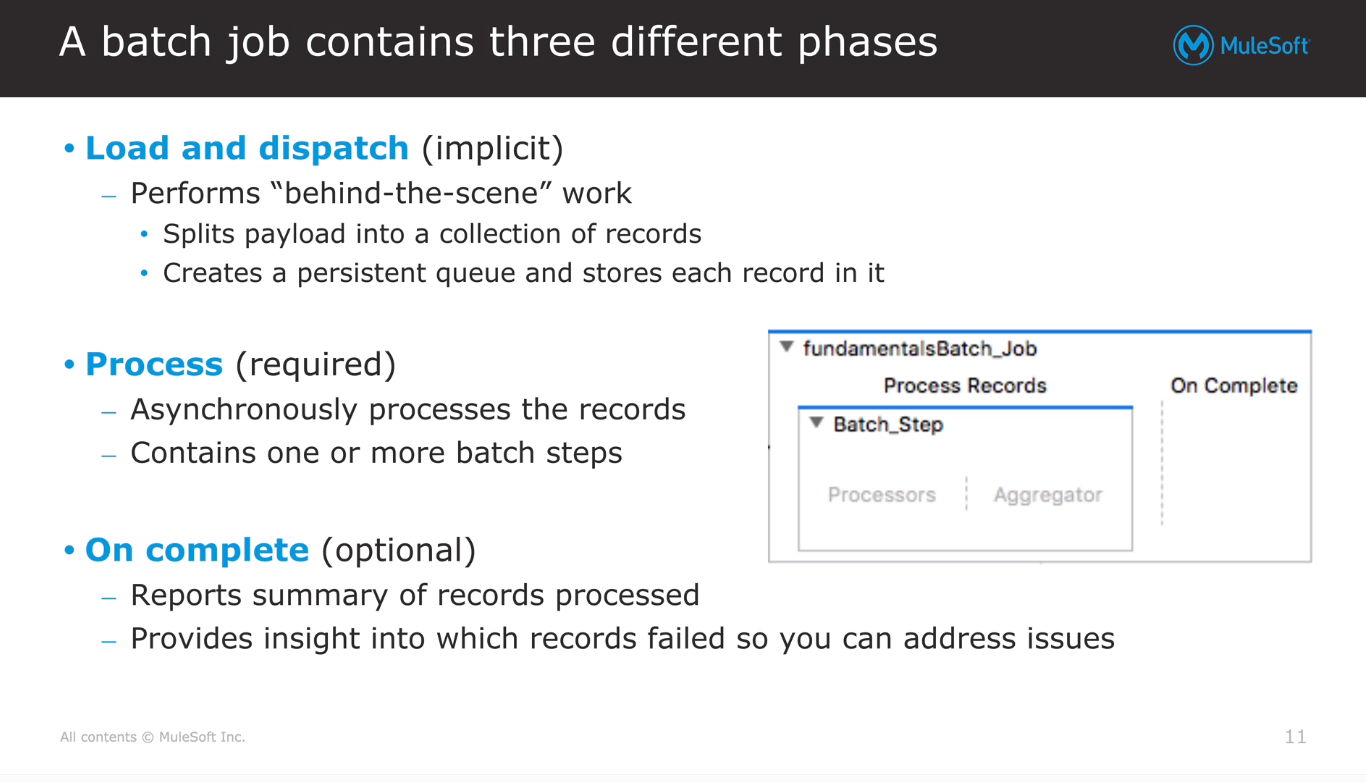 A batch job contains three different phases
MuleSoft
• Load and dispatch (implicit)
– Performs “behind-the-scene” work
• Splits payload into a collection of records
• Creates a persistent queue and stores each record in it
• Process (required)
– Asynchronously processes the records
– Contains one or more batch steps
fundamentalsBatch_Job
Process Records On Complete
Batch_Step
Processors Aggregator
• On complete (optional)
– Reports summary of records processed
– Provides insight into which records failed so you can address issues
All contents © MuleSoft Inc.
11